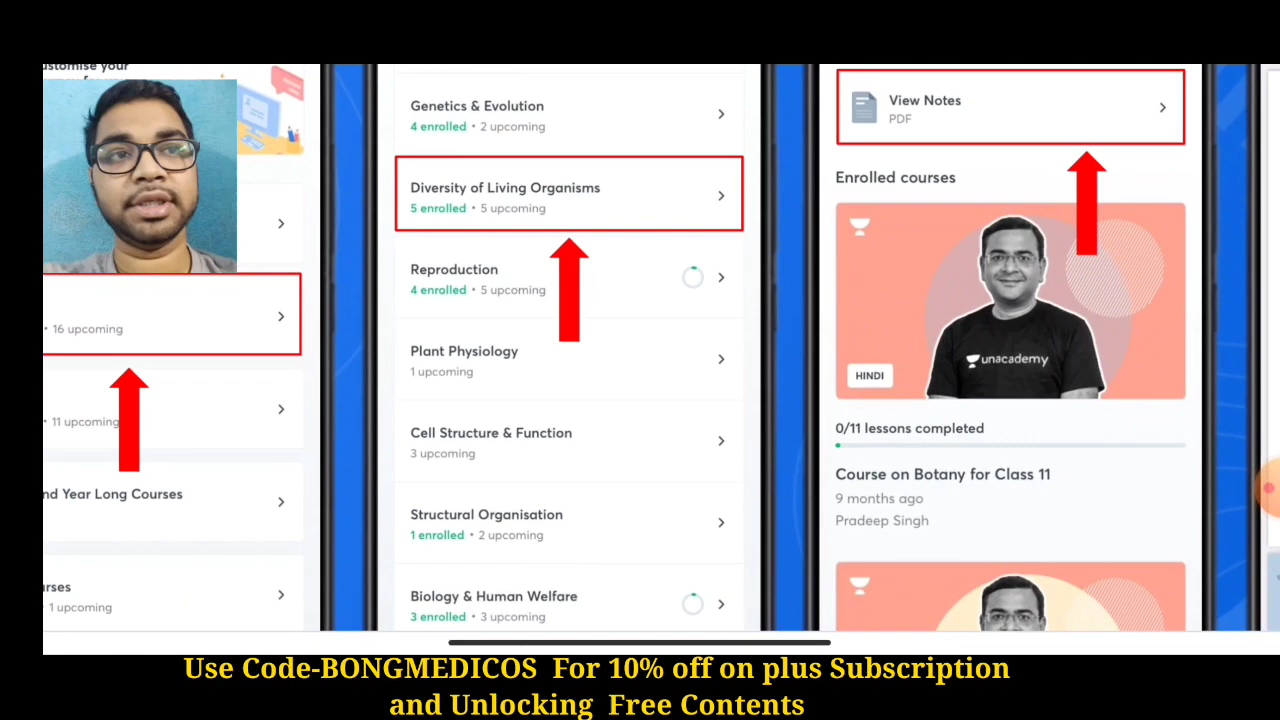 ustomise your
• 16 upcoming
• 11 upcoming
nd Year Long Courses
urses
• 1 upcoming
Genetics & Evolution
4 enrolled • 2 upcoming
Diversity of Living Organisms
5 enrolled • 5 upcoming
Reproduction
4 enrolled • 5 upcoming
Plant Physiology
1 upcoming
Cell Structure & Function
3 upcoming
Structural Organisation
1 enrolled • 2 upcoming
Biology & Human Welfare
3 enrolled • 3 upcoming
View Notes
PDF
Enrolled courses
unacademy
HINDI
0/11 lessons completed
Course on Botany for Class 11
9 months ago
Pradeep Singh
Use Code-BONGMEDICOS For 10% off on plus Subscription
and Unlocking Free Contents